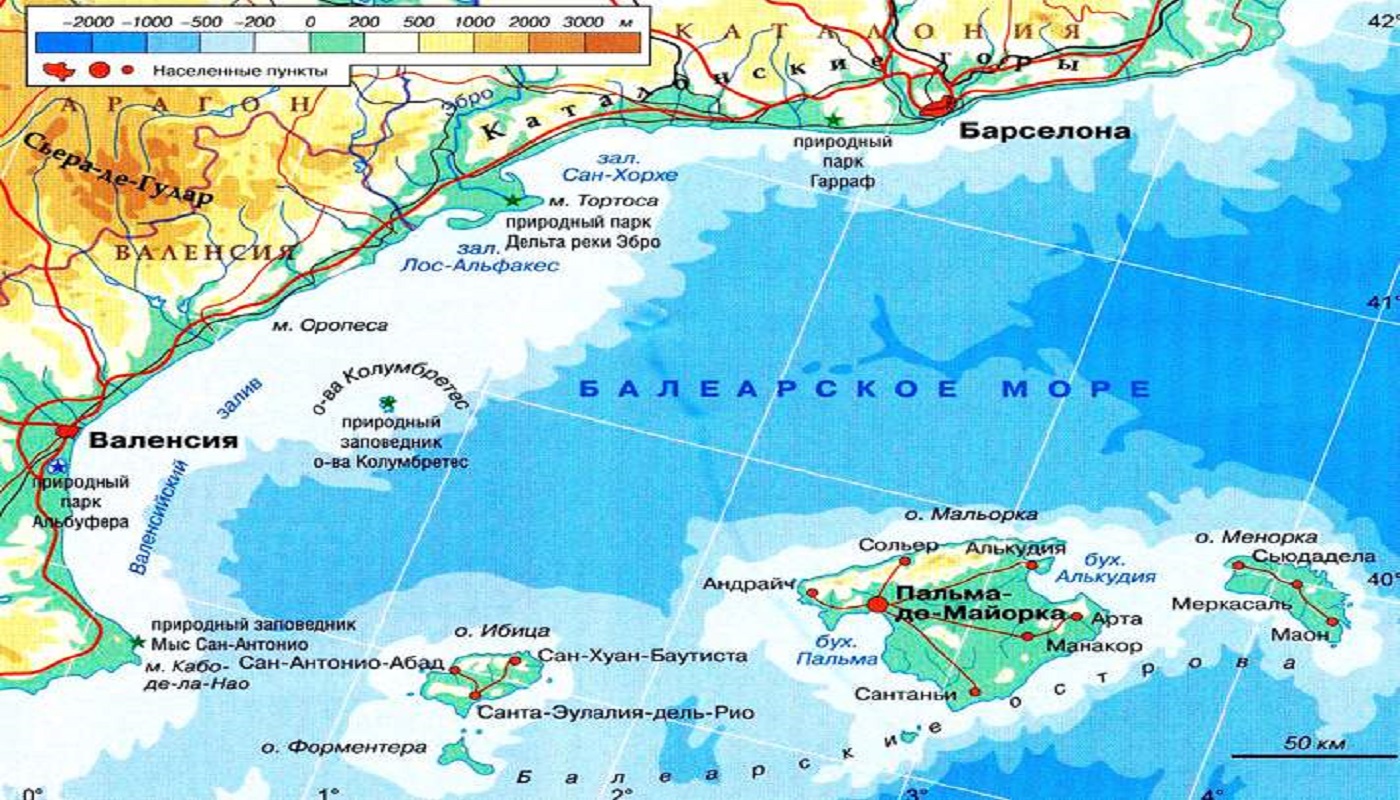 −2000 −1000 −500 −200 0 200 500 1000 2000 3000 м
Населенные пункты
42°
КАТАЛОНИЯ
Каталонские горы
АРАГОН
Эбро
Сьера-де-Гудар
Барселона
природный
парк
Гарраф
зал.
Сан-Хорхе
м. Тортоса
природный парк
Дельта реки Эбро
зал.
Лос-Альфакес
ВАЛЕНСИЯ
41°
м. Оропеса
о-ва Колумбретес
природный
заповедник
о-ва Колумбретес
БАЛЕАРСКОЕ МОРЕ
Валенсия
Валенсийский залив
природный
парк
Альбуфера
о. Мальорка
Сольер
Алькудия
бух.
Алькудия
Андрайч
Пальма-
де-Майорка
Арта
Манакор
бух.
Пальма
Сантаньи
о. Менорка
Сьюдадела
40°
Меркасаль
Маон
природный заповедник
Мыс Сан-Антонио
м. Кабо-
де-ла-Нао
о. Ибица
Сан-Антонио-Абад
Сан-Хуан-Баутиста
Санта-Эулалия-дель-Рио
о. Форментера
Балеарские острова
50 км
0° 1° 2° 3° 4°